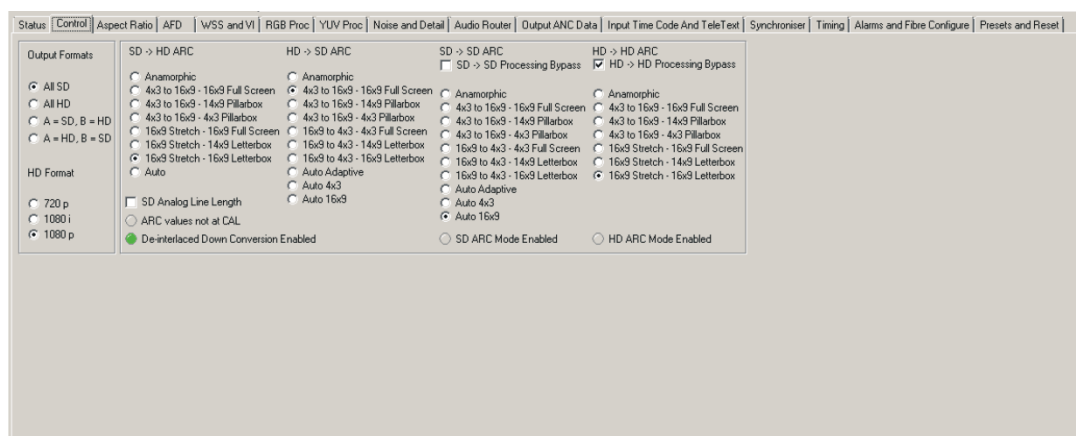 Status Control Aspect Ratio AFD WSS and VI RGB Proc YUV Proc Noise and Detail Audio Router Output ANC Data Input Time Code And TeleText Synchroniser Timing Alarms and Fibre Configure Presets and Reset
Output Formats
All SD
All HD
A = SD, B = HD
A = HD, B = SD
HD Format
720 p
1080 i
1080 p
SD -> HD ARC
Anamorphic
4x3 to 16x9 - 16x9 Full Screen
4x3 to 16x9 - 14x9 Pillarbox
4x3 to 16x9 - 4x3 Pillarbox
16x9 Stretch - 16x9 Full Screen
16x9 Stretch - 14x9 Letterbox
16x9 Stretch - 16x9 Letterbox
Auto
SD Analog Line Length
ARC values not at CAL
De-interlaced Down Conversion Enabled
HD -> SD ARC
Anamorphic
4x3 to 16x9 - 16x9 Full Screen
4x3 to 16x9 - 14x9 Pillarbox
4x3 to 16x9 - 4x3 Pillarbox
16x9 to 4x3 - 4x3 Full Screen
16x9 to 4x3 - 14x9 Letterbox
16x9 to 4x3 - 16x9 Letterbox
Auto Adaptive
Auto 4x3
Auto 16x9
SD -> SD ARC
SD -> SD Processing Bypass
Anamorphic
4x3 to 16x9 - 16x9 Full Screen
4x3 to 16x9 - 14x9 Pillarbox
4x3 to 16x9 - 4x3 Pillarbox
16x9 to 4x3 - 4x3 Full Screen
16x9 to 4x3 - 14x9 Letterbox
16x9 to 4x3 - 16x9 Letterbox
Auto Adaptive
Auto 4x3
Auto 16x9
SD ARC Mode Enabled
HD -> HD ARC
HD -> HD Processing Bypass
Anamorphic
4x3 to 16x9 - 16x9 Full Screen
4x3 to 16x9 - 14x9 Pillarbox
4x3 to 16x9 - 4x3 Pillarbox
16x9 Stretch - 16x9 Full Screen
16x9 Stretch - 14x9 Letterbox
16x9 Stretch - 16x9 Letterbox
HD ARC Mode Enabled